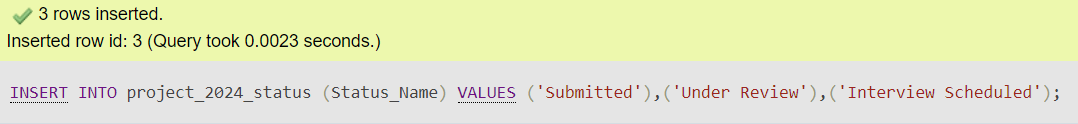 3 rows inserted.
Inserted row id: 3 (Query took 0.0023 seconds.)
INSERT INTO project_2024_status (Status_Name) VALUES ('Submitted'),('Under Review'),('Interview Scheduled');